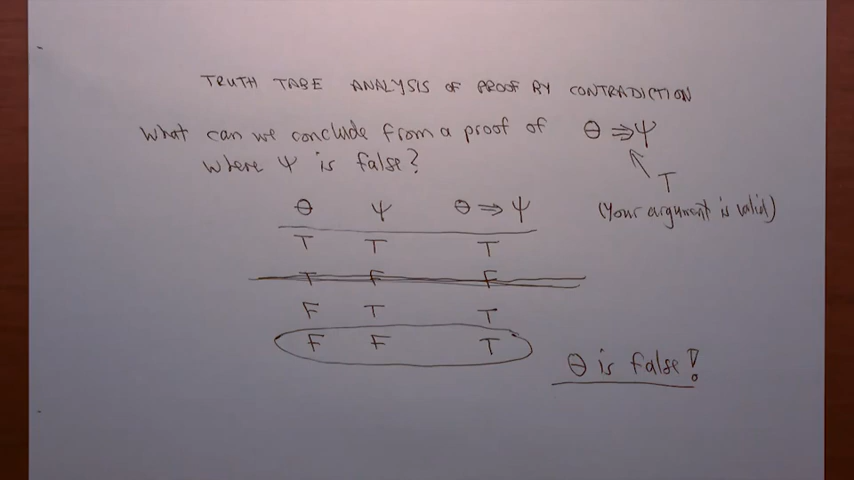 TRUTH TABE ANALYSIS OF PROOF BY CONTRADICTION
What can we conclude from a proof of θ ⇒ Ψ
where Ψ is false?
T
(Your argument is valid)
θ Ψ θ ⇒ Ψ
T T T
T F F
F T T
F F T
θ is false!